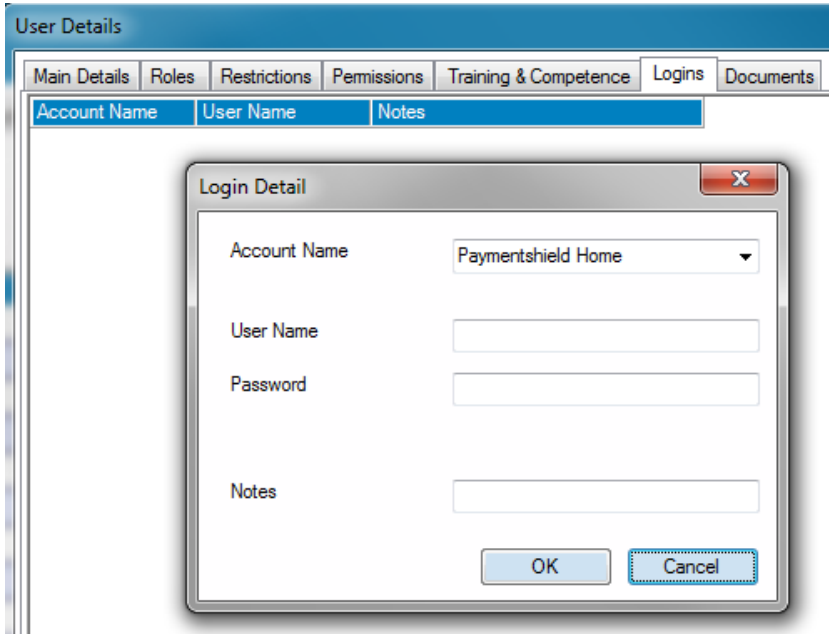 User Details
Main Details Roles Restrictions Permissions Training & Competence Logins Documents
Account Name User Name Notes
Login Detail
Account Name Paymentshield Home
User Name
Password
Notes
OK Cancel